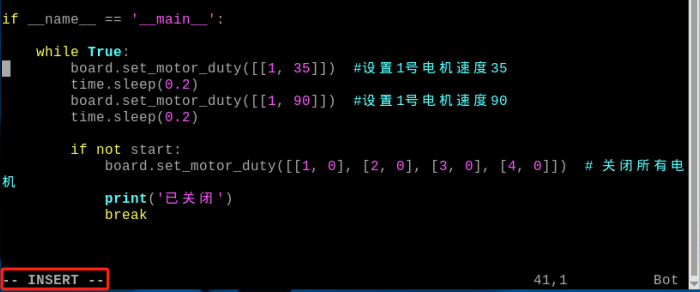 if __name__ == '__main__':
    while True:
        board.set_motor_duty([[1, 35]])  #设置1号电机速度35
        time.sleep(0.2)
        board.set_motor_duty([[1, 90]])  #设置1号电机速度90
        time.sleep(0.2)
        if not start:
            board.set_motor_duty([[1, 0], [2, 0], [3, 0], [4, 0]])  # 关闭所有电
机
            print('已关闭')
            break
-- INSERT -- 41,1 Bot